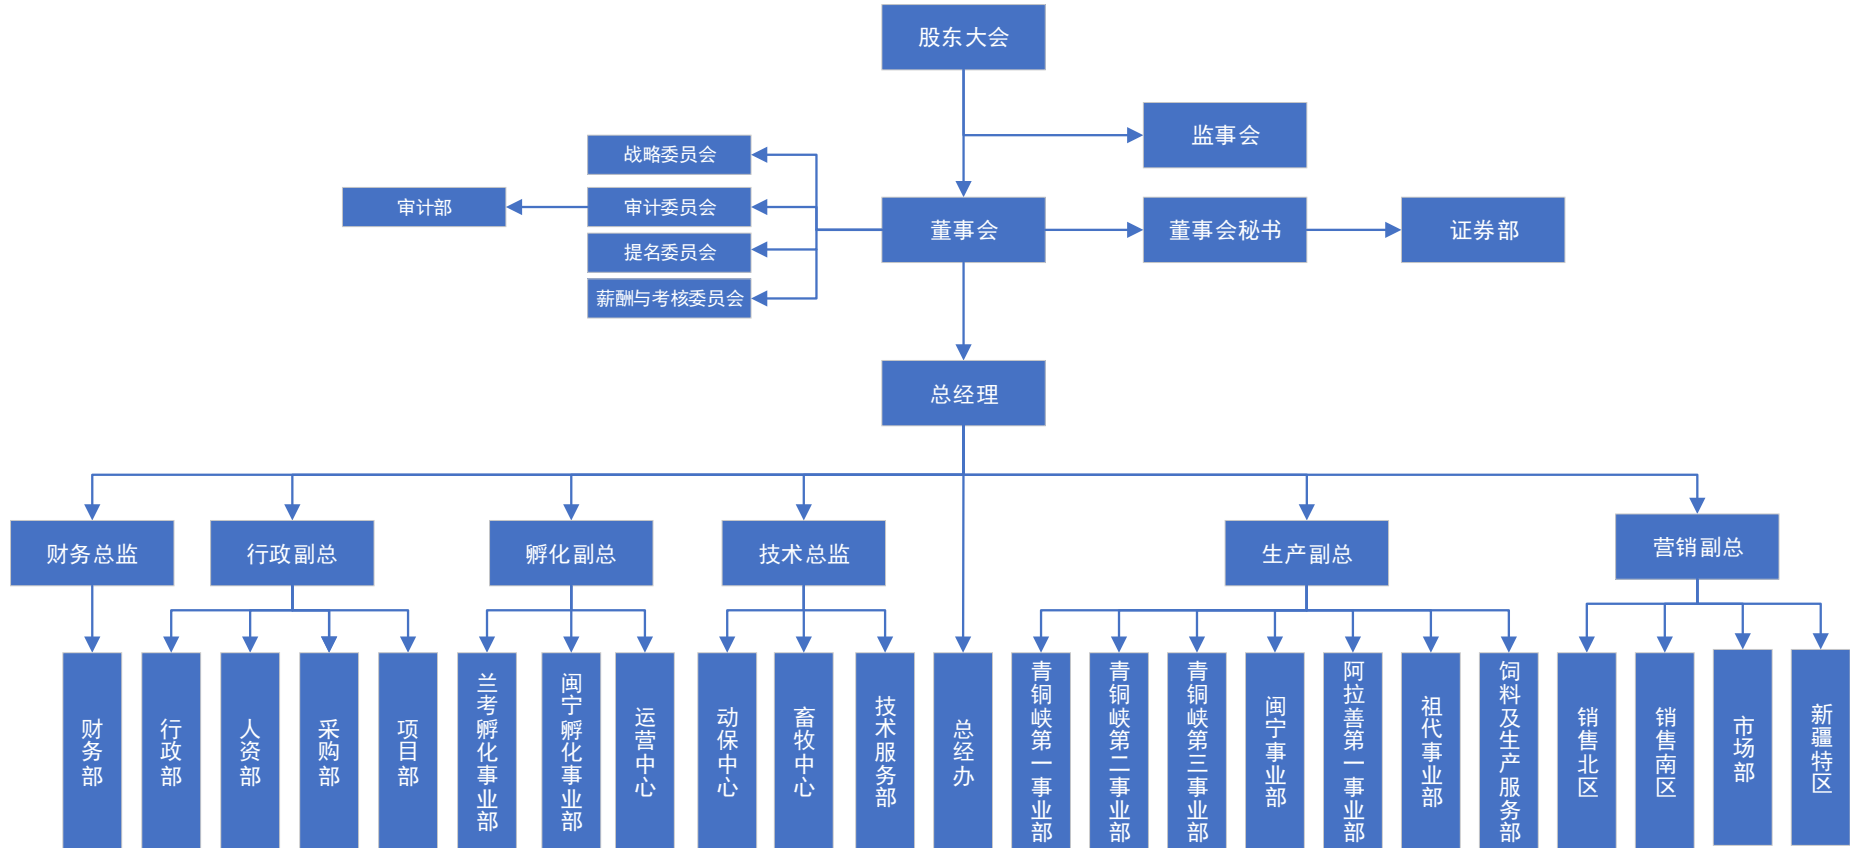 股东大会
监事会
战略委员会
审计部
审计委员会
董事会
董事会秘书
证券部
提名委员会
薪酬与考核委员会
总经理
财务总监
行政副总
孵化副总
技术总监
生产副总
营销副总
财务部
行政部
人资部
采购部
项目部
兰考孵化事业部
闽宁孵化事业部
运营中心
动保中心
畜牧中心
技术服务部
总经办
青铜峡第一事业部
青铜峡第二事业部
青铜峡第三事业部
闽宁事业部
阿拉善第一事业部
祖代事业部
饲料及生产服务部
销售北区
销售南区
市场部
新疆特区